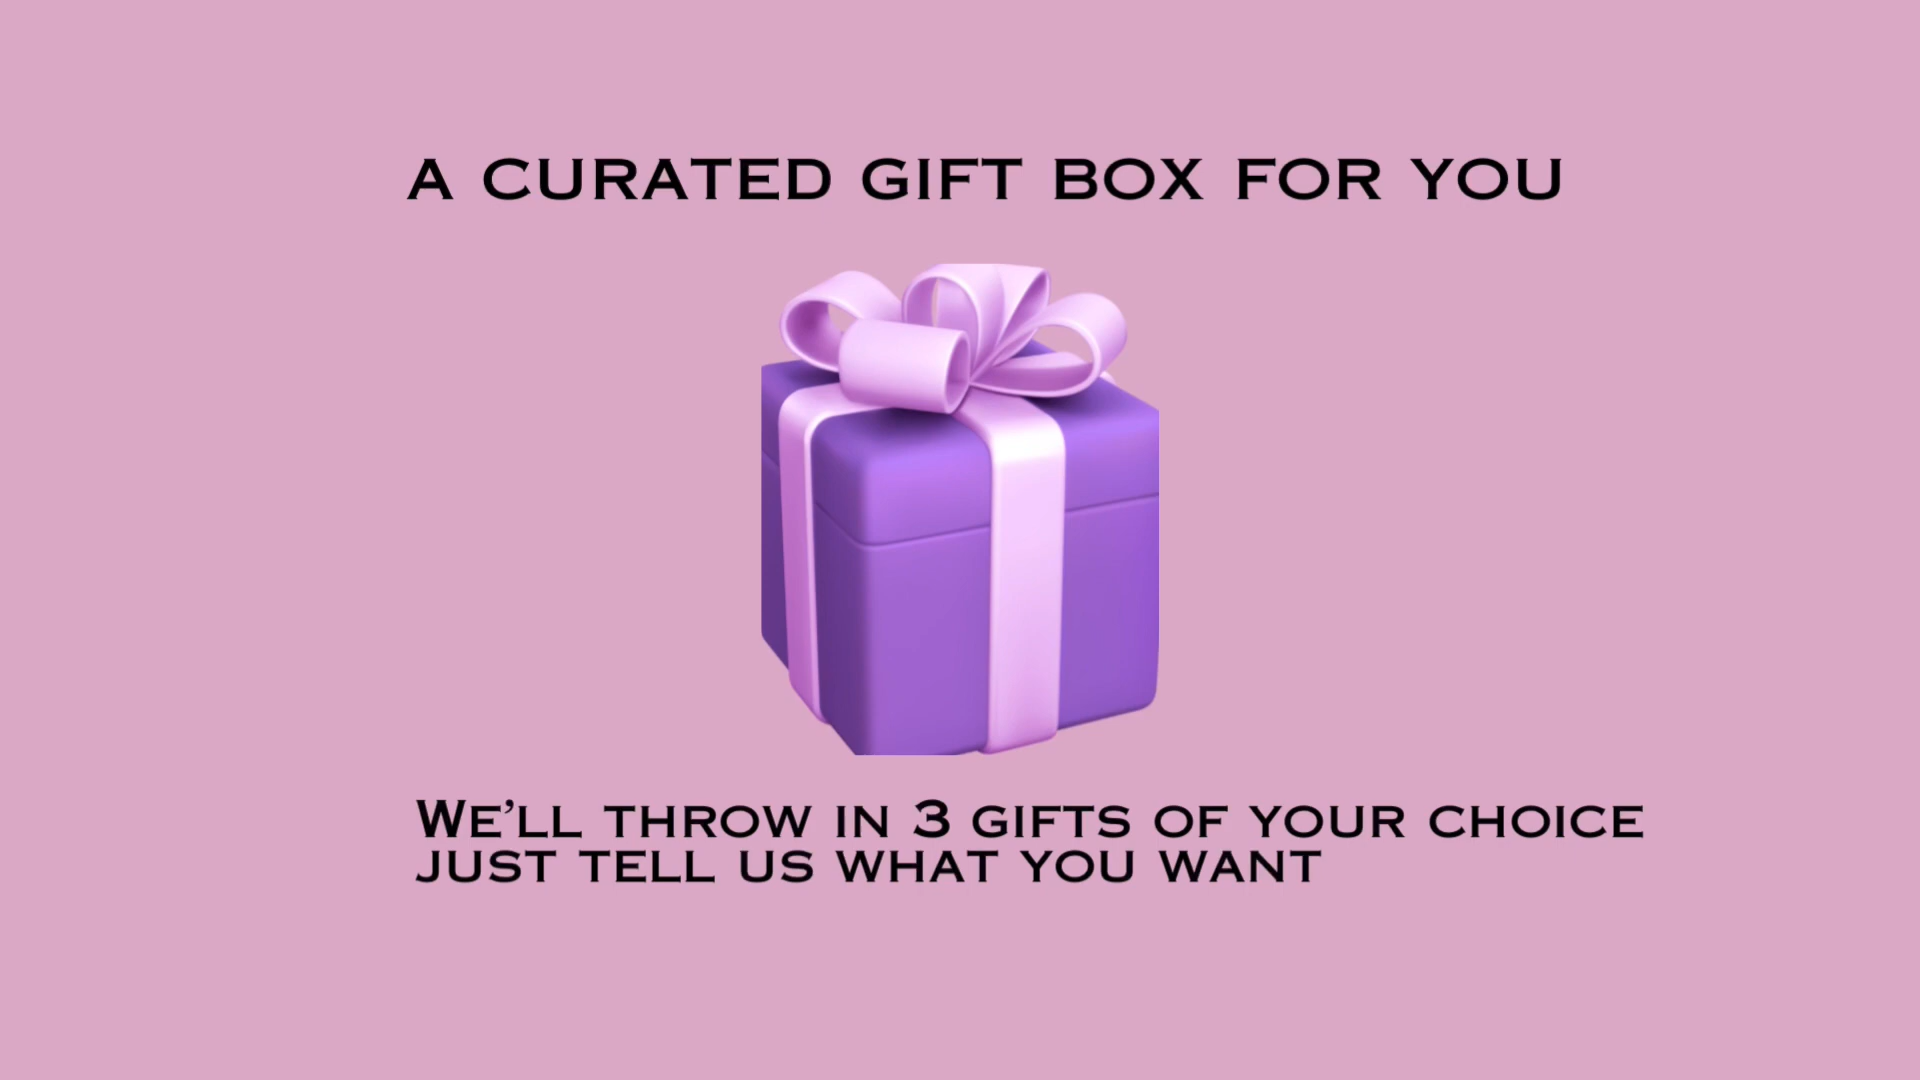 A CURATED GIFT BOX FOR YOU
WE’LL THROW IN 3 GIFTS OF YOUR CHOICE
JUST TELL US WHAT YOU WANT